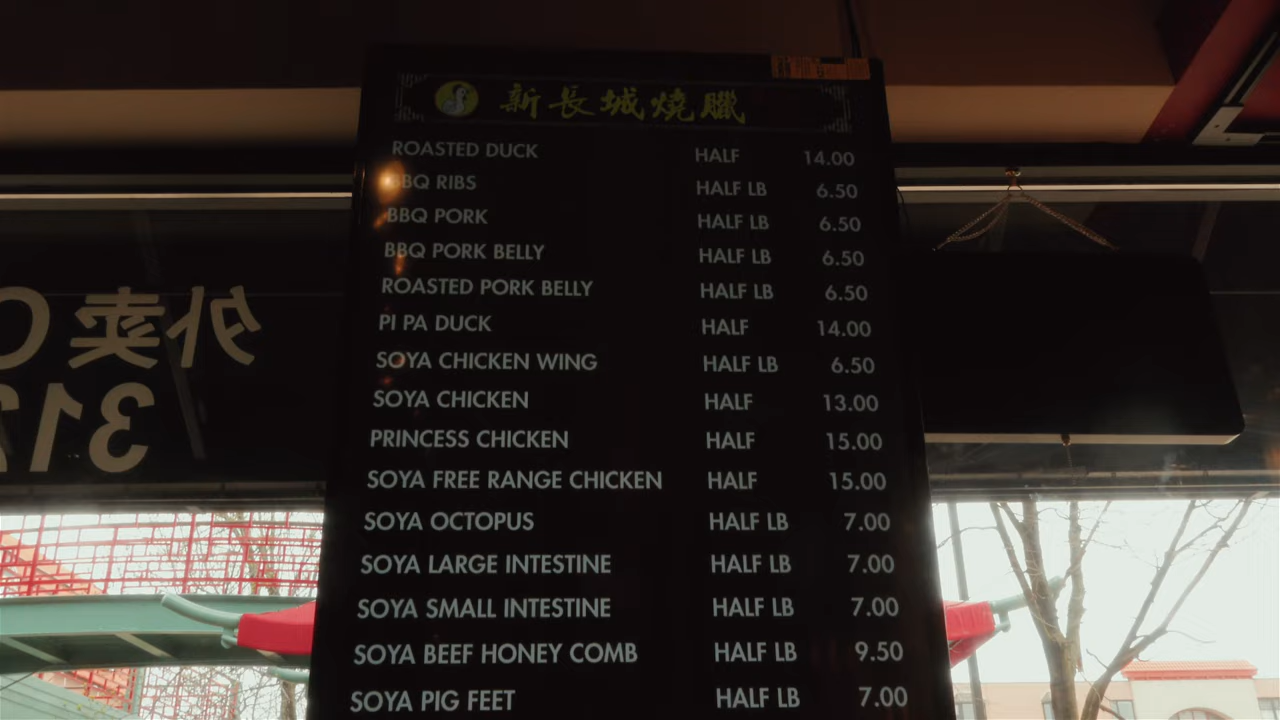 新長城燒臘
ROASTED DUCK HALF 14.00
BBQ RIBS HALF LB 6.50
BBQ PORK HALF LB 6.50
BBQ PORK BELLY HALF LB 6.50
ROASTED PORK BELLY HALF LB 6.50
PI PA DUCK HALF 14.00
SOYA CHICKEN WING HALF LB 6.50
SOYA CHICKEN HALF 13.00
PRINCESS CHICKEN HALF 15.00
SOYA FREE RANGE CHICKEN HALF 15.00
SOYA OCTOPUS HALF LB 7.00
SOYA LARGE INTESTINE HALF LB 7.00
SOYA SMALL INTESTINE HALF LB 7.00
SOYA BEEF HONEY COMB HALF LB 9.50
SOYA PIG FEET HALF LB 7.00
外卖
312